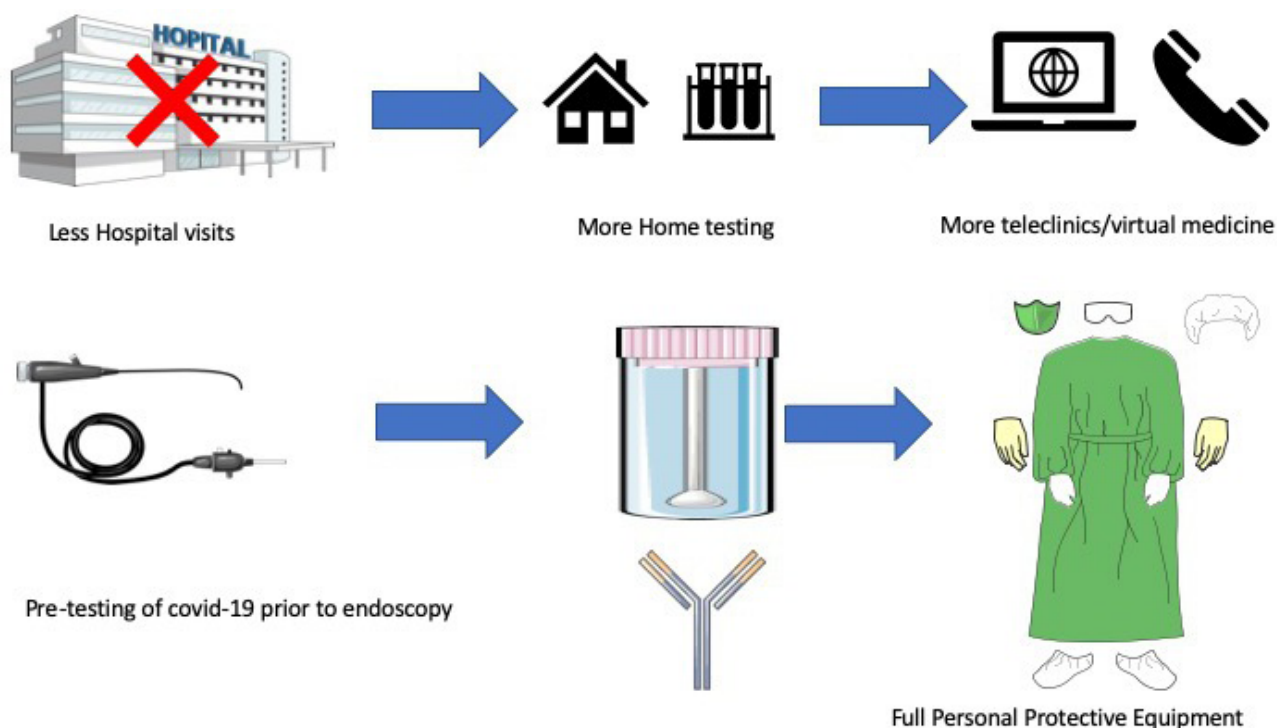 HOPITAL
Less Hospital visits
More Home testing
More teleclinics/virtual medicine
Pre-testing of covid-19 prior to endoscopy
Full Personal Protective Equipment